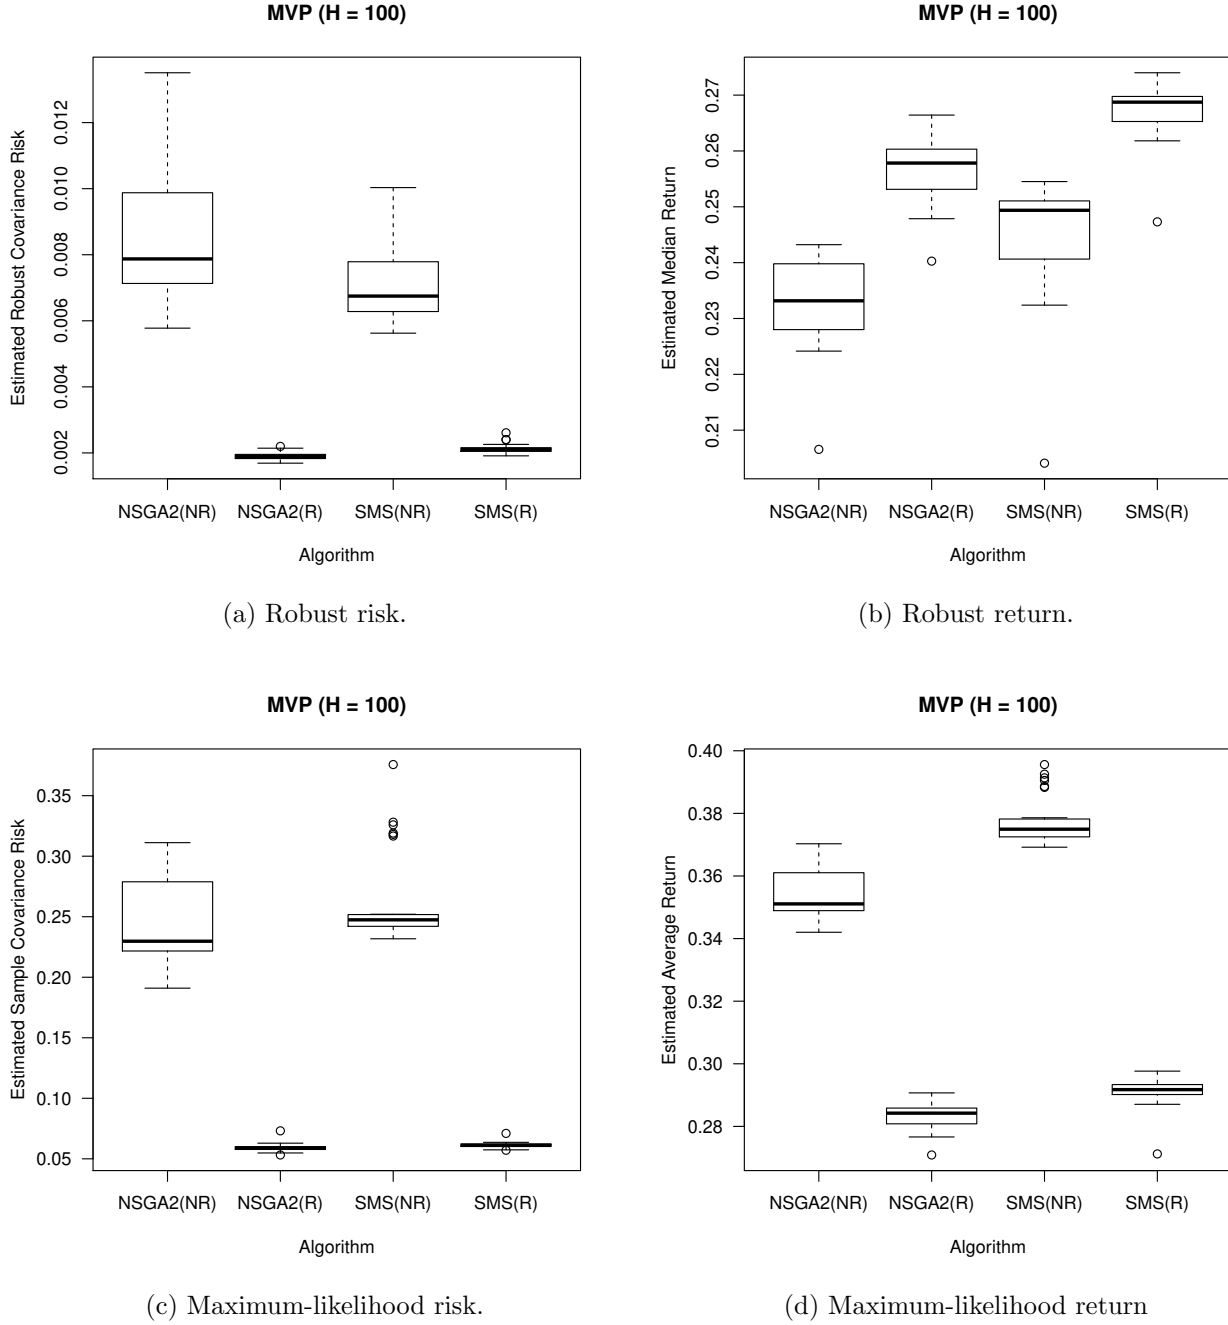 MVP (H = 100)
Estimated Robust Covariance Risk
0.012
0.010
0.008
0.006
0.004
0.002
NSGA2(NR) NSGA2(R) SMS(NR) SMS(R)
Algorithm
(a) Robust risk.
MVP (H = 100)
Estimated Median Return
0.27
0.26
0.25
0.24
0.23
0.22
0.21
NSGA2(NR) NSGA2(R) SMS(NR) SMS(R)
Algorithm
(b) Robust return.
MVP (H = 100)
Estimated Sample Covariance Risk
0.35
0.30
0.25
0.20
0.15
0.10
0.05
NSGA2(NR) NSGA2(R) SMS(NR) SMS(R)
Algorithm
(c) Maximum-likelihood risk.
MVP (H = 100)
Estimated Average Return
0.40
0.38
0.36
0.34
0.32
0.30
0.28
NSGA2(NR) NSGA2(R) SMS(NR) SMS(R)
Algorithm
(d) Maximum-likelihood return